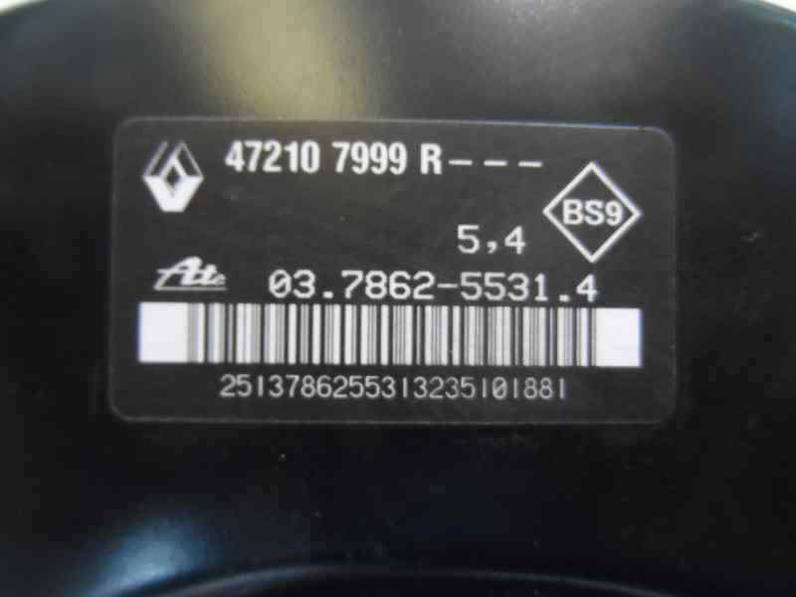 47210 7999 R---
BS9
5,4
Ate 03.7862-5531.4
2513786255313235101881